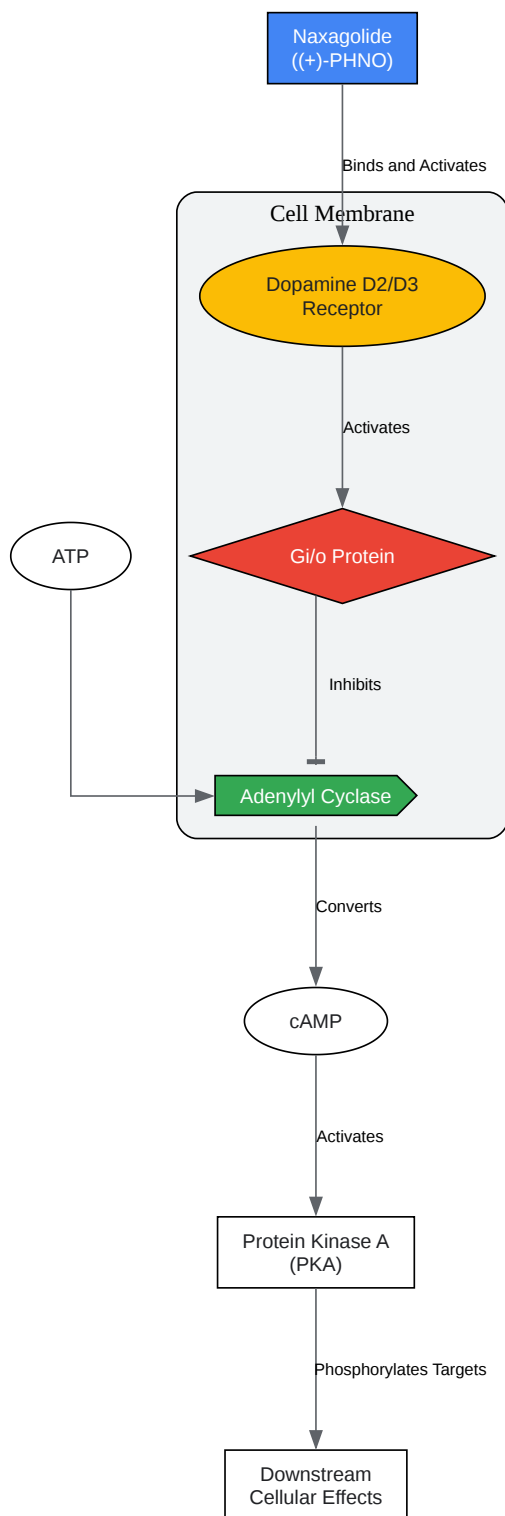 Naxagolide
((+)-PHNO)
Binds and Activates
Cell Membrane
Dopamine D2/D3
Receptor
Activates
ATP
Gi/o Protein
Inhibits
Adenylyl Cyclase
Converts
cAMP
Activates
Protein Kinase A
(PKA)
Phosphorylates Targets
Downstream
Cellular Effects